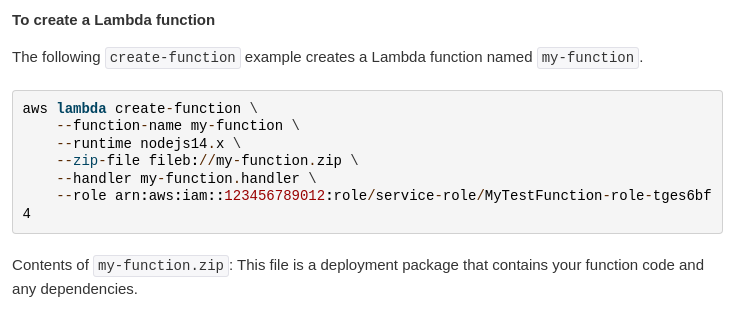 To create a Lambda function
The following create-function example creates a Lambda function named my-function.
aws lambda create-function \
    --function-name my-function \
    --runtime nodejs14.x \
    --zip-file fileb://my-function.zip \
    --handler my-function.handler \
    --role arn:aws:iam::123456789012:role/service-role/MyTestFunction-role-tges6bf
4
Contents of my-function.zip: This file is a deployment package that contains your function code and
any dependencies.